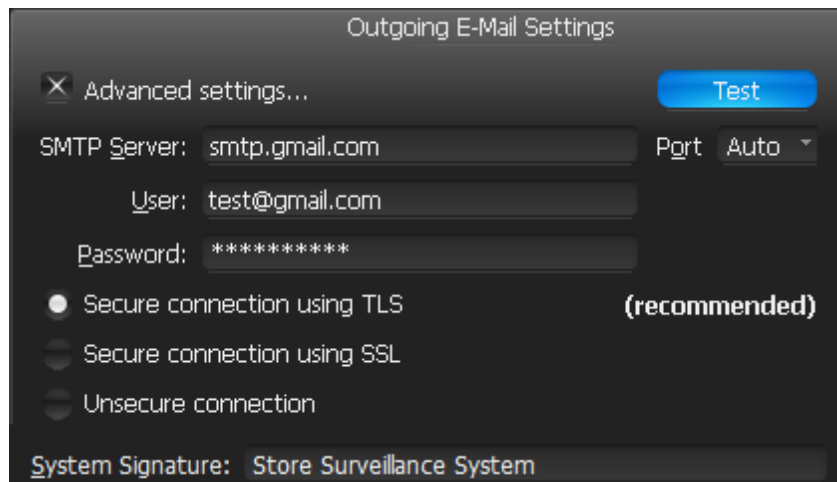 Outgoing E-Mail Settings
Advanced settings...
Test
SMTP Server: smtp.gmail.com Port Auto
User: test@gmail.com
Password: **********
Secure connection using TLS (recommended)
Secure connection using SSL
Unsecure connection
System Signature: Store Surveillance System